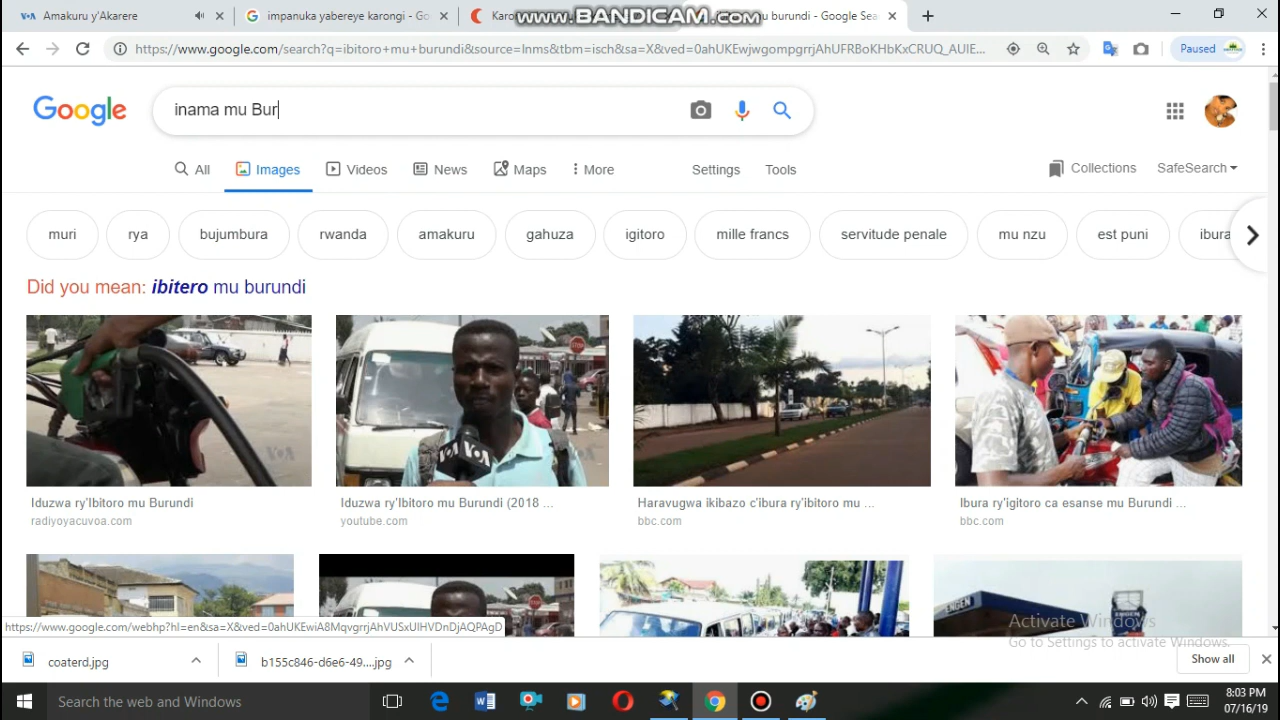 Amakuru y'Akarere
impanuka yabereye karongi - Go
Karo
www.BANDICAM.com
mu burundi - Google Sea
https://www.google.com/search?q=ibitoro+mu+burundi&source=lnms&tbm=isch&sa=X&ved=0ahUKEwjwgompgrrjAhUFRBoKHbKxCRUQ_AUIE...
Paused
Google
inama mu Bur
All
Images
Videos
News
Maps
More
Settings
Tools
Collections
SafeSearch
muri
rya
bujumbura
rwanda
amakuru
gahuza
igitoro
mille francs
servitude penale
mu nzu
est puni
ibura
Did you mean: ibitero mu burundi
VOA
VOA
ENGEN
Iduzwa ry'Ibitoro mu Burundi
radiyoyacuvoa.com
Iduzwa ry'Ibitoro mu Burundi (2018 ...
youtube.com
Haravugwa ikibazo c'ibura ry'ibitoro mu ...
bbc.com
Ibura ry'igitoro ca esanse mu Burundi ...
bbc.com
https://www.google.com/webhp?hl=en&sa=X&ved=0ahUKEwiA8MqvgrrjAhVUSxUIHVDnDjAQPAgD
Activate Windows
Go to Settings to activate Windows.
coaterd.jpg
b155c846-d6e6-49....jpg
Show all
Search the web and Windows
8:03 PM
07/16/19